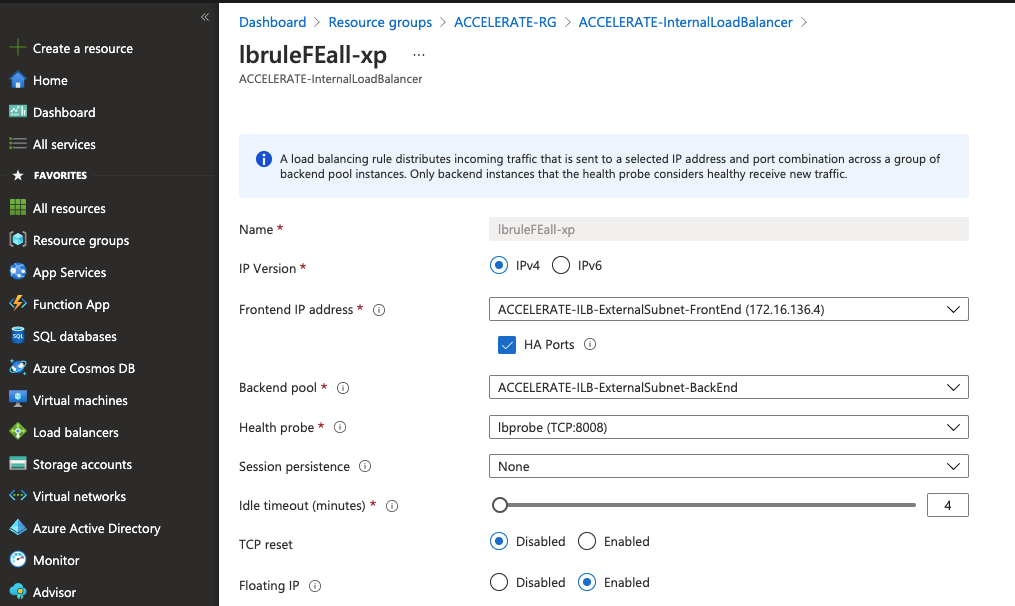 «
Create a resource
Home
Dashboard
All services
FAVORITES
All resources
Resource groups
App Services
Function App
SQL databases
Azure Cosmos DB
Virtual machines
Load balancers
Storage accounts
Virtual networks
Azure Active Directory
Monitor
Advisor
Dashboard > Resource groups > ACCELERATE-RG > ACCELERATE-InternalLoadBalancer >
lbruleFEall-xp ...
ACCELERATE-InternalLoadBalancer
A load balancing rule distributes incoming traffic that is sent to a selected IP address and port combination across a group of
backend pool instances. Only backend instances that the health probe considers healthy receive new traffic.
Name * lbruleFEall-xp
IP Version * IPv4 IPv6
Frontend IP address * ACCELERATE-ILB-ExternalSubnet-FrontEnd (172.16.136.4)
HA Ports
Backend pool * ACCELERATE-ILB-ExternalSubnet-BackEnd
Health probe * lbprobe (TCP:8008)
Session persistence None
Idle timeout (minutes) * 4
TCP reset Disabled Enabled
Floating IP Disabled Enabled